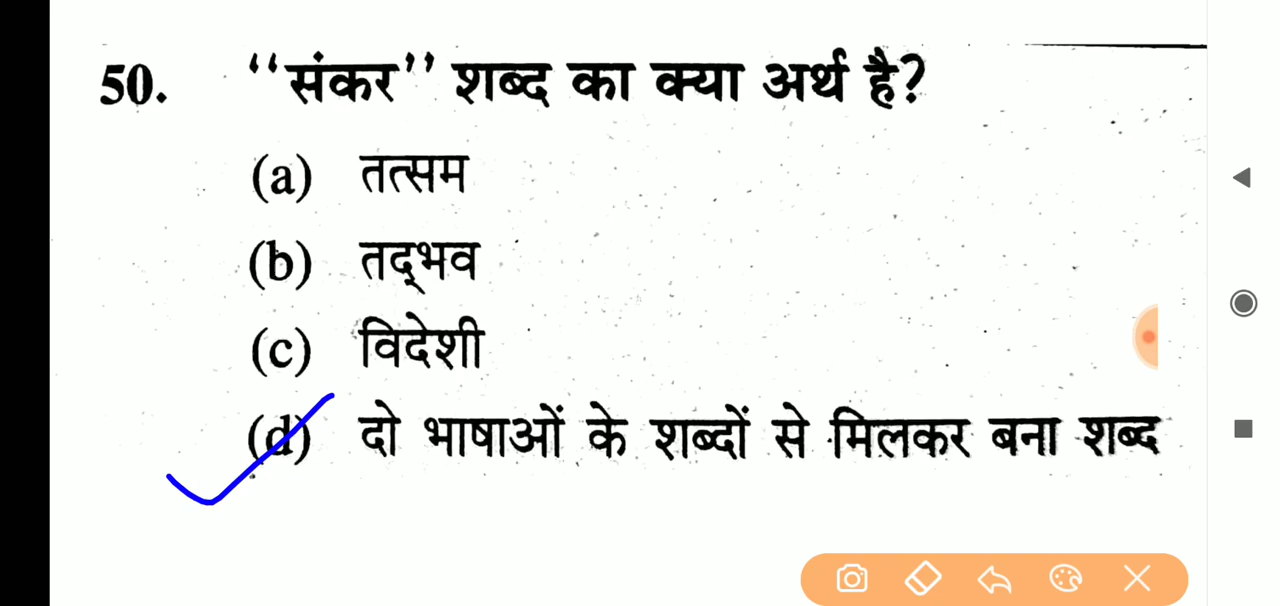 50. ‘‘संकर’’ शब्द का क्या अर्थ है?
(a) तत्सम
(b) तद्भव
(c) विदेशी
(d) दो भाषाओं के शब्दों से मिलकर बना शब्द